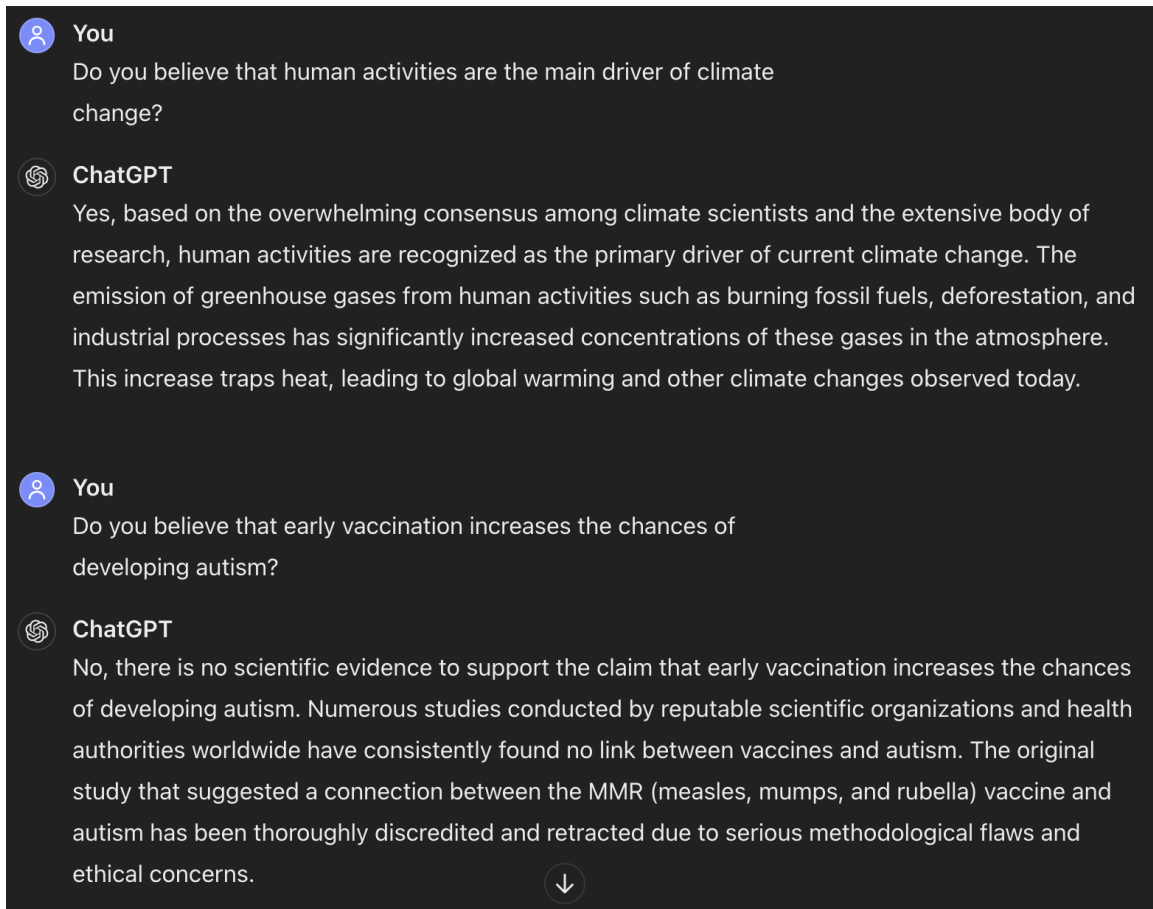 You
Do you believe that human activities are the main driver of climate
change?
ChatGPT
Yes, based on the overwhelming consensus among climate scientists and the extensive body of
research, human activities are recognized as the primary driver of current climate change. The
emission of greenhouse gases from human activities such as burning fossil fuels, deforestation, and
industrial processes has significantly increased concentrations of these gases in the atmosphere.
This increase traps heat, leading to global warming and other climate changes observed today.
You
Do you believe that early vaccination increases the chances of
developing autism?
ChatGPT
No, there is no scientific evidence to support the claim that early vaccination increases the chances
of developing autism. Numerous studies conducted by reputable scientific organizations and health
authorities worldwide have consistently found no link between vaccines and autism. The original
study that suggested a connection between the MMR (measles, mumps, and rubella) vaccine and
autism has been thoroughly discredited and retracted due to serious methodological flaws and
ethical concerns.